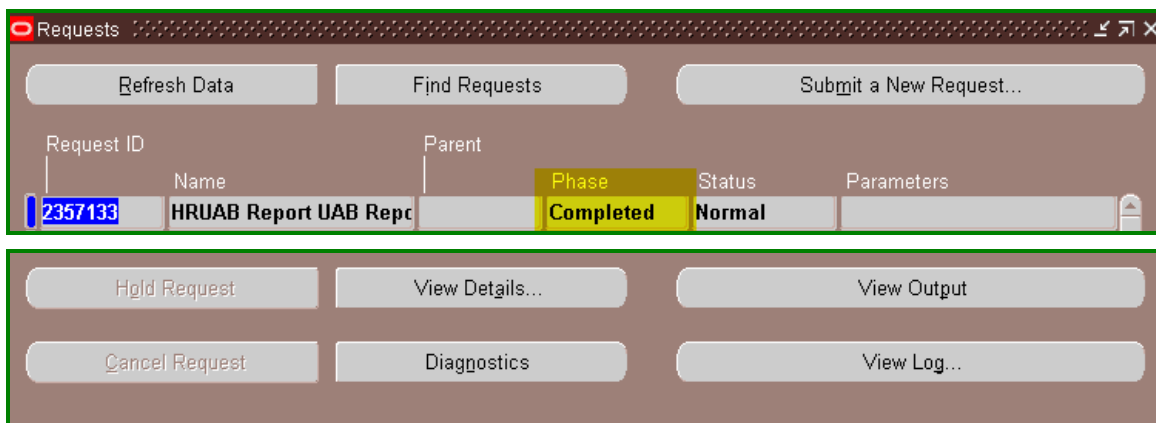 Requests
Refresh Data Find Requests Submit a New Request...
Request ID Parent
Name Phase Status Parameters
2357133 HRUAB Report UAB Repo Completed Normal
Hold Request View Details... View Output
Cancel Request Diagnostics View Log...